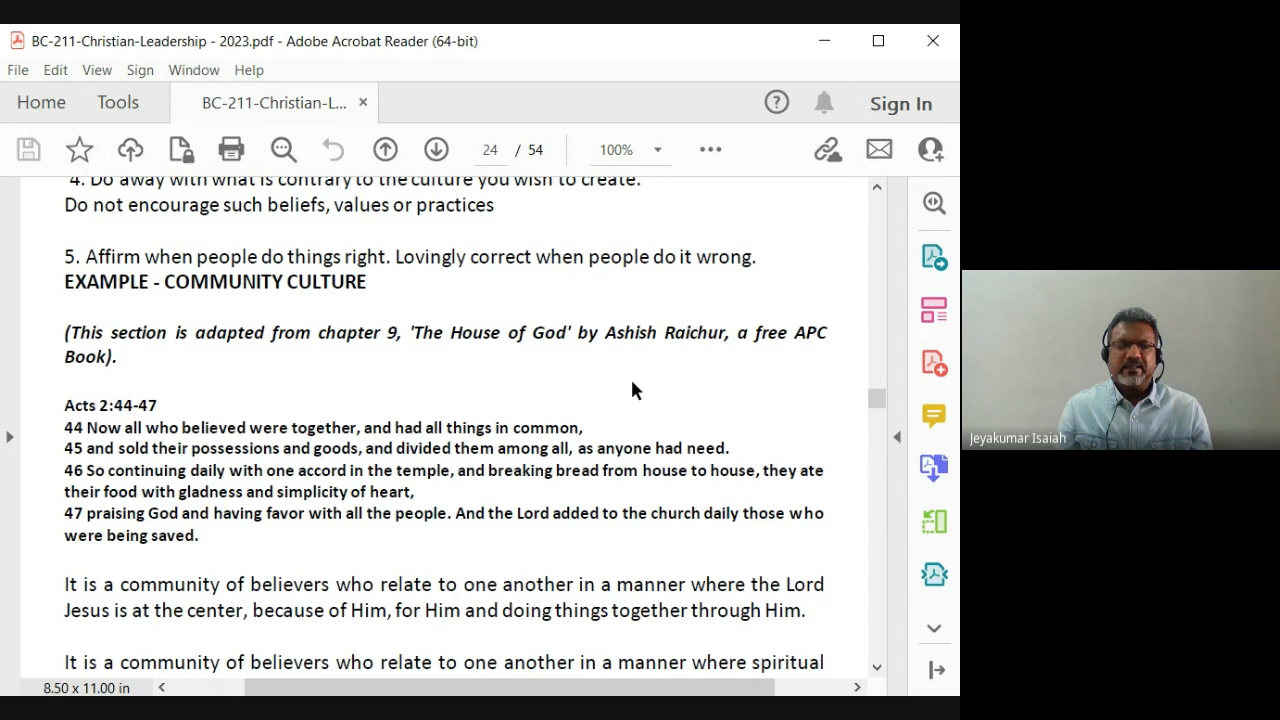 BC-211-Christian-Leadership - 2023.pdf - Adobe Acrobat Reader (64-bit)
File Edit View Sign Window Help
Home Tools BC-211-Christian-L... × Sign In
24 / 54 100%
4. Do away with what is contrary to the culture you wish to create.
Do not encourage such beliefs, values or practices
5. Affirm when people do things right. Lovingly correct when people do it wrong.
EXAMPLE - COMMUNITY CULTURE
(This section is adapted from chapter 9, 'The House of God' by Ashish Raichur, a free APC
Book).
Acts 2:44-47
44 Now all who believed were together, and had all things in common,
45 and sold their possessions and goods, and divided them among all, as anyone had need.
46 So continuing daily with one accord in the temple, and breaking bread from house to house, they ate
their food with gladness and simplicity of heart,
47 praising God and having favor with all the people. And the Lord added to the church daily those who
were being saved.
It is a community of believers who relate to one another in a manner where the Lord
Jesus is at the center, because of Him, for Him and doing things together through Him.
It is a community of believers who relate to one another in a manner where spiritual
8.50 x 11.00 in
Jeyakumar Isaiah